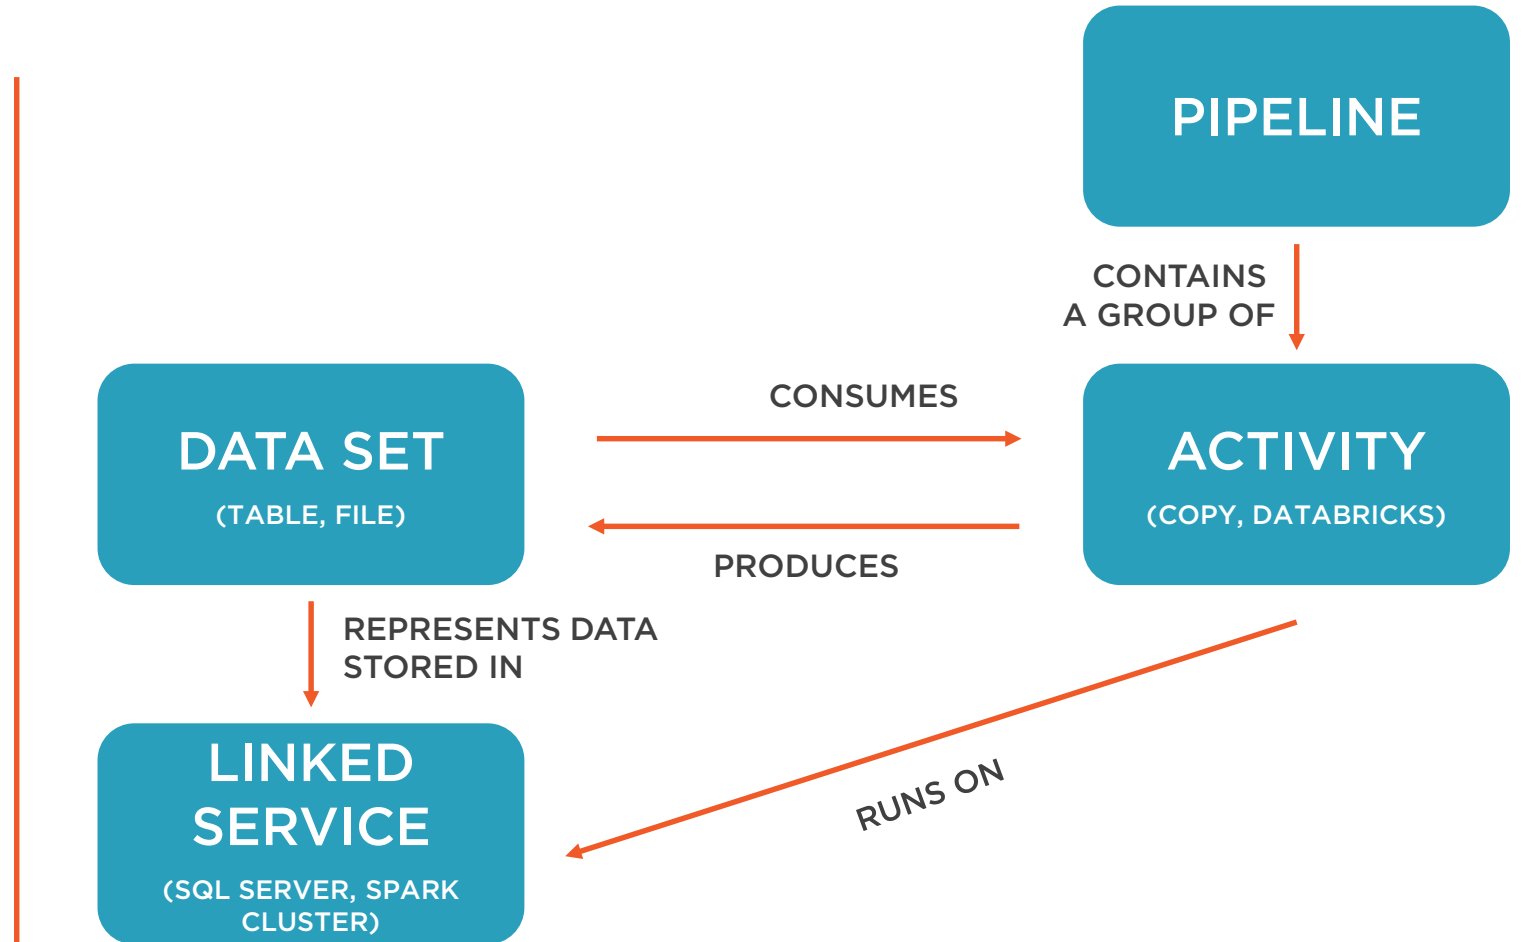 PIPELINE
CONTAINS
A GROUP OF
DATA SET
(TABLE, FILE)
CONSUMES
PRODUCES
ACTIVITY
(COPY, DATABRICKS)
REPRESENTS DATA
STORED IN
LINKED
SERVICE
(SQL SERVER, SPARK
CLUSTER)
RUNS ON